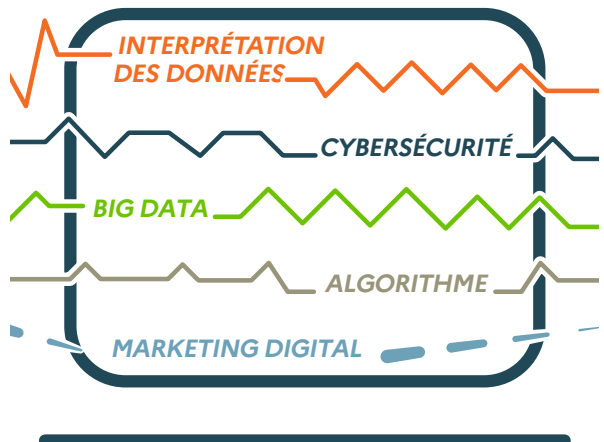 INTERPRÉTATION
DES DONNÉES
CYBERSÉCURITÉ
BIG DATA
ALGORITHME
MARKETING DIGITAL